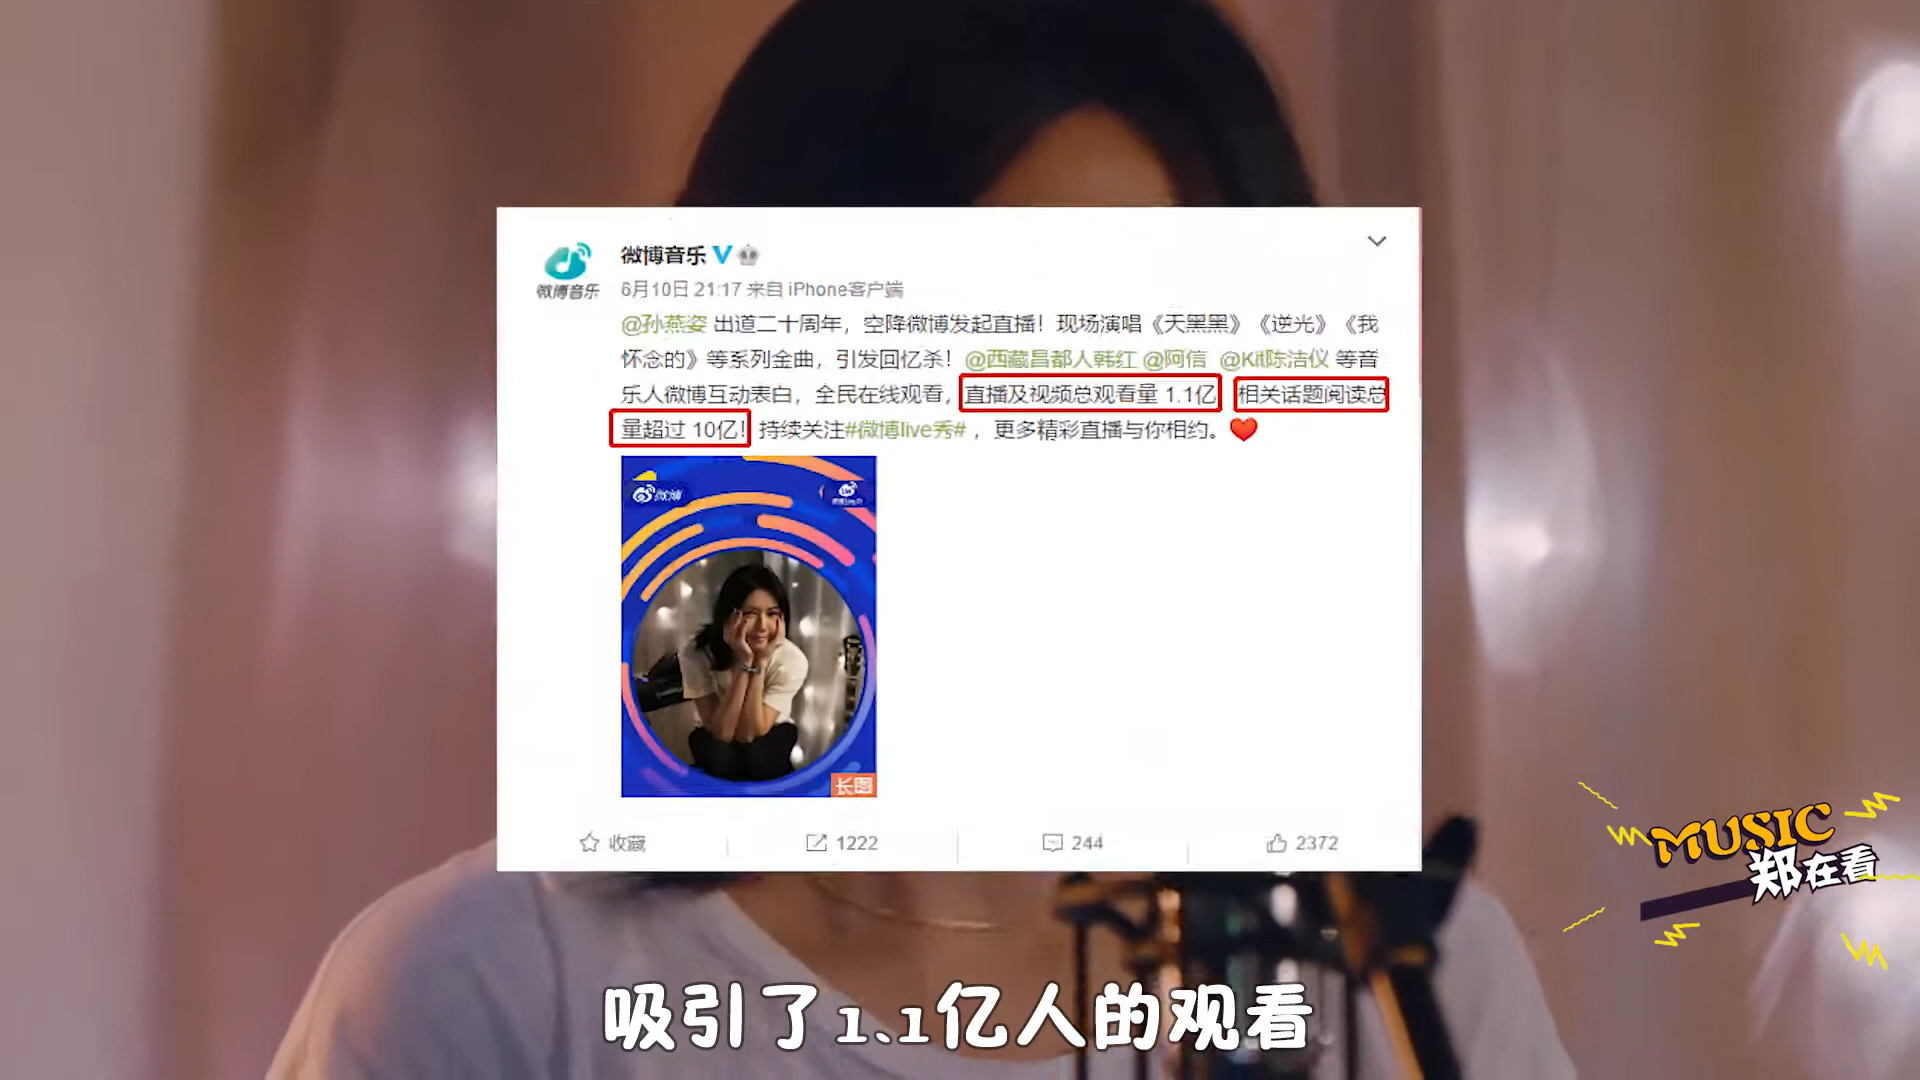 微博音乐
微博音乐
6月10日 21:17 来自 iPhone客户端
@孙燕姿 出道二十周年，空降微博发起直播！现场演唱《天黑黑》《逆光》《我
怀念的》等系列金曲，引发回忆杀！@西藏昌都人韩红 @阿信 @Kit陈洁仪 等音
乐人微博互动表白，全民在线观看，直播及视频总观看量 1.1亿 相关话题阅读总
量超过 10亿！持续关注#微博live秀# ，更多精彩直播与你相约。
微博
长图
收藏
1222
244
2372
MUSIC
郑在看
吸引了1.1亿人的观看